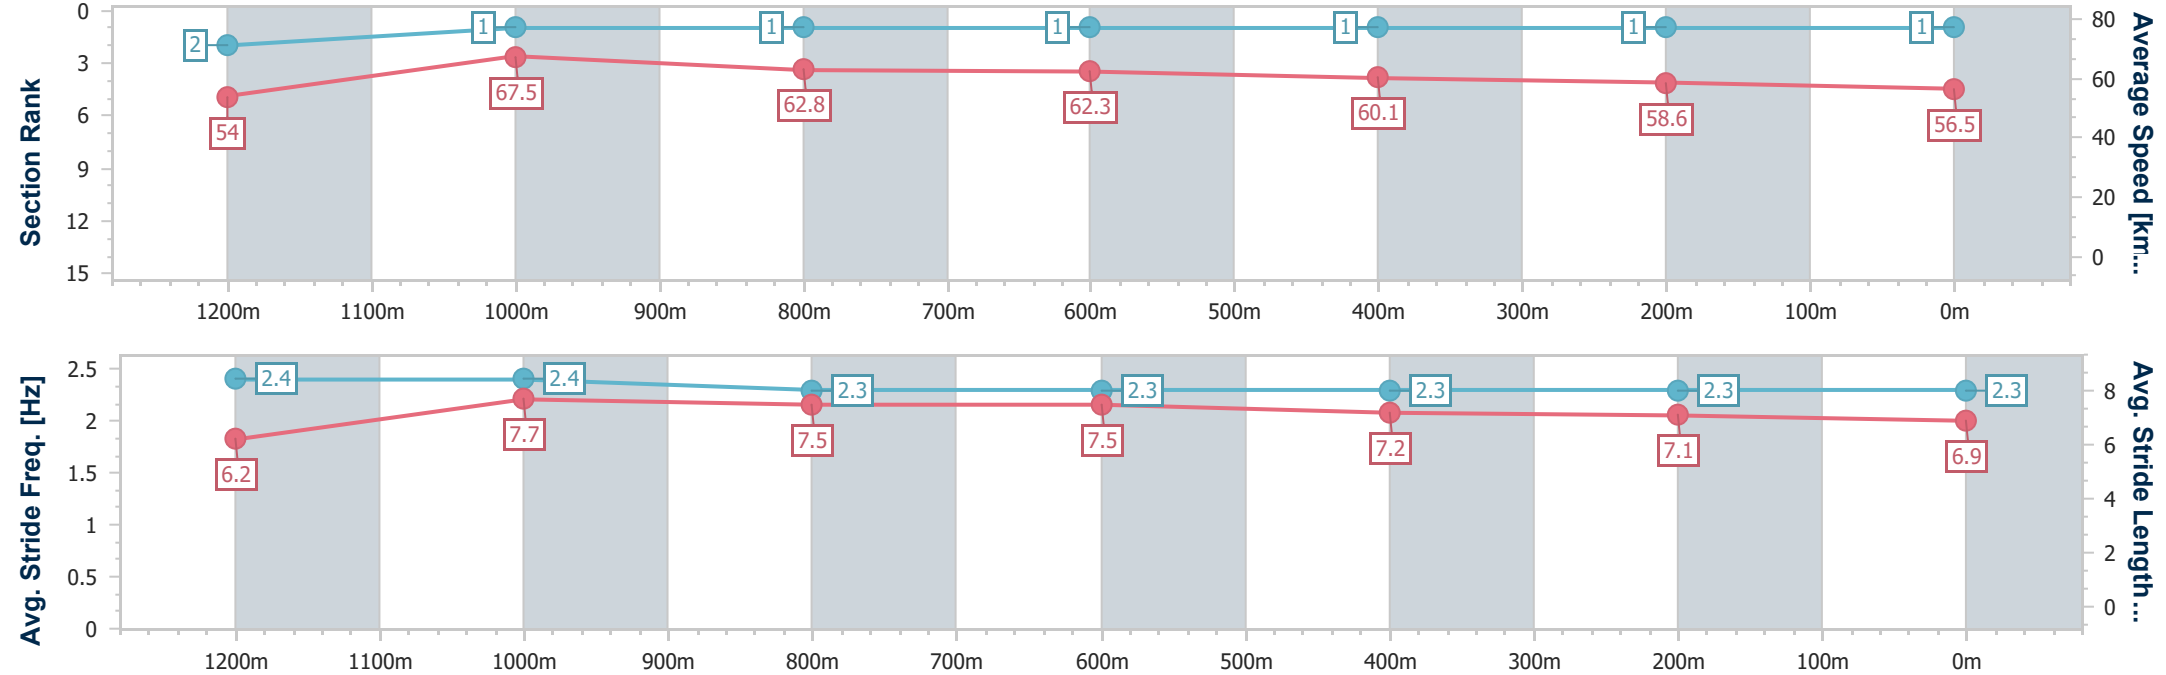 Section Rank
0
3
6
9
12
15
2 1 1 1 1 1 1
54 67.5 62.8 62.3 60.1 58.6 56.5
80
60
40
20
0
Average Speed [km...
1200m 1100m 1000m 900m 800m 700m 600m 500m 400m 300m 200m 100m 0m
Avg. Stride Freq. [Hz]
2.5
2
1.5
1
0.5
0
2.4 2.4 2.3 2.3 2.3 2.3 2.3
6.2 7.7 7.5 7.5 7.2 7.1 6.9
8
6
4
2
0
Avg. Stride Length...
1200m 1100m 1000m 900m 800m 700m 600m 500m 400m 300m 200m 100m 0m